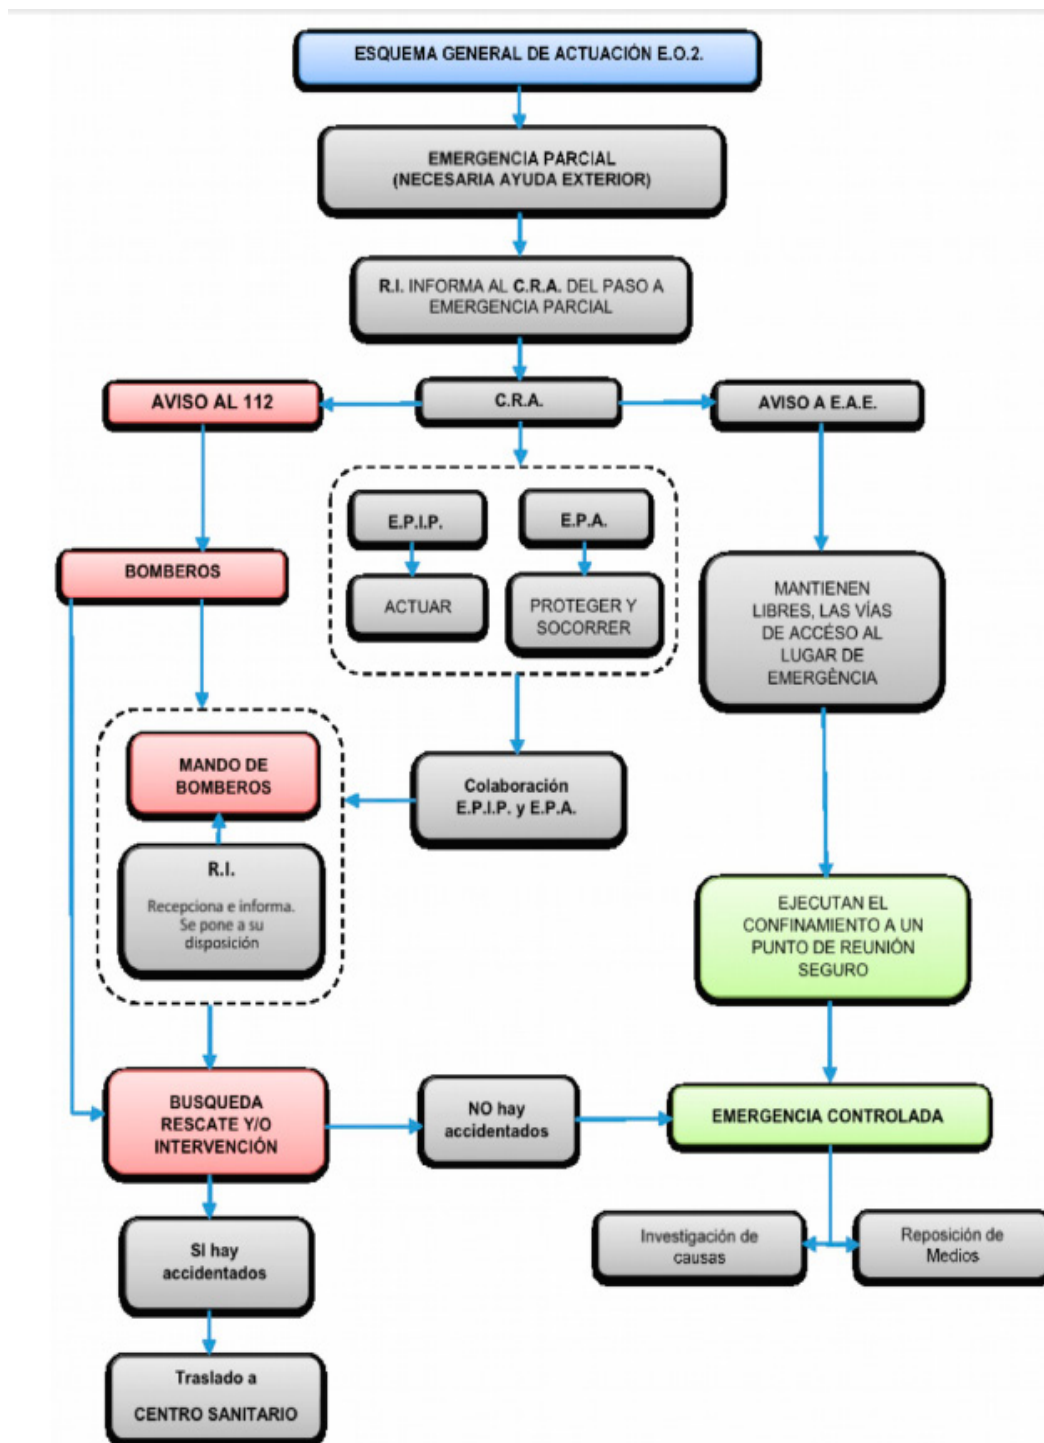 ESQUEMA GENERAL DE ACTUACIÓN E.O.2.
EMERGENCIA PARCIAL
(NECESARIA AYUDA EXTERIOR)
R.I. INFORMA AL C.R.A. DEL PASO A
EMERGENCIA PARCIAL
AVISO AL 112
C.R.A.
AVISO A E.A.E.
E.P.I.P.
E.P.A.
BOMBEROS
ACTUAR
PROTEGER Y
SOCORRER
MANTIENEN
LIBRES, LAS VÍAS
DE ACCÉSO AL
LUGAR DE
EMERGÈNCIA
MANDO DE
BOMBEROS
Colaboración
E.P.I.P. y E.P.A.
R.I.
Recepciona e informa.
Se pone a su
disposición
EJECUTAN EL
CONFINAMIENTO A UN
PUNTO DE REUNIÓN
SEGURO
BUSQUEDA
RESCATE Y/O
INTERVENCIÓN
NO hay
accidentados
EMERGENCIA CONTROLADA
SI hay
accidentados
Investigación de
causas
Reposición de
Medios
Traslado a
CENTRO SANITARIO